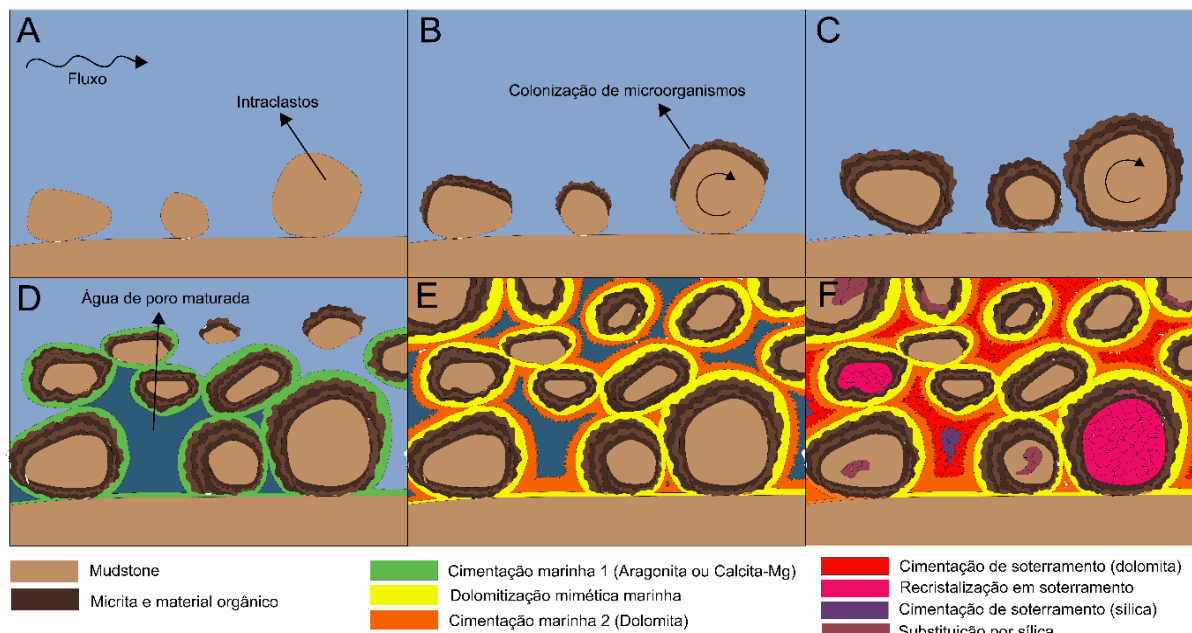 A
Fluxo
Intraclastos
B
Colonização de microorganismos
C
D
Água de poro maturada
E
F
Mudstone
Micrita e material orgânico
Cimentação marinha 1 (Aragonita ou Calcita-Mg)
Dolomitização mimética marinha
Cimentação marinha 2 (Dolomita)
Cimentação de soterramento (dolomita)
Recristalização em soterramento
Cimentação de soterramento (sílica)
Substituição por sílica